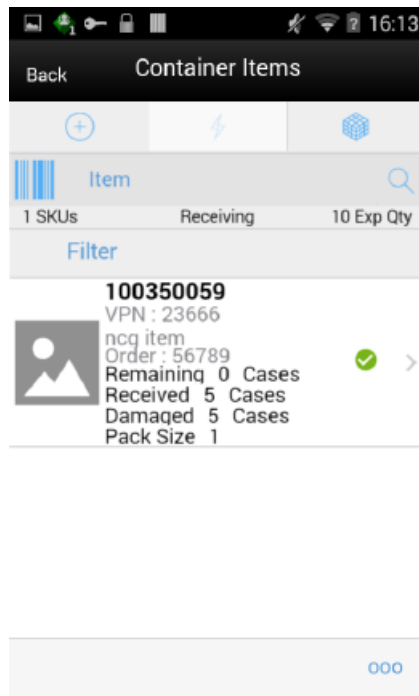 16:13
Back Container Items
Item
1 SKUs Receiving 10 Exp Qty
Filter
100350059
VPN : 23666
ncq item
Order : 56789
Remaining 0 Cases
Received 5 Cases
Damaged 5 Cases
Pack Size 1
ooo